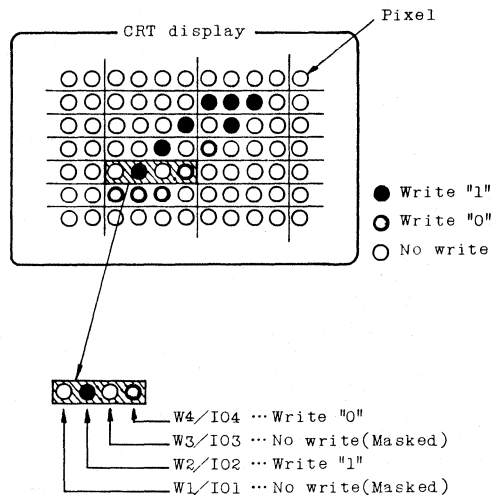 Pixel
CRT display
Write "1"
Write "0"
No write
W4/IO4 … Write "0"
W3/IO3 … No write(Masked)
W2/IO2 … Write "1"
W1/IO1 … No write(Masked)